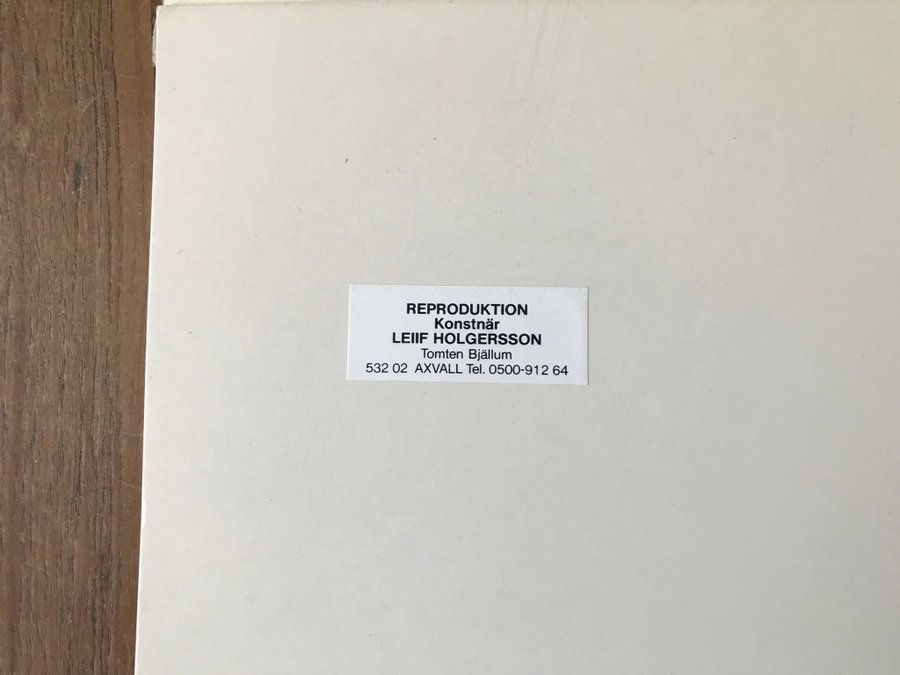 REPRODUKTION
Konstnär
LEIIF HOLGERSSON
Tomten Bjällum
532 02 AXVALL Tel. 0500-912 64